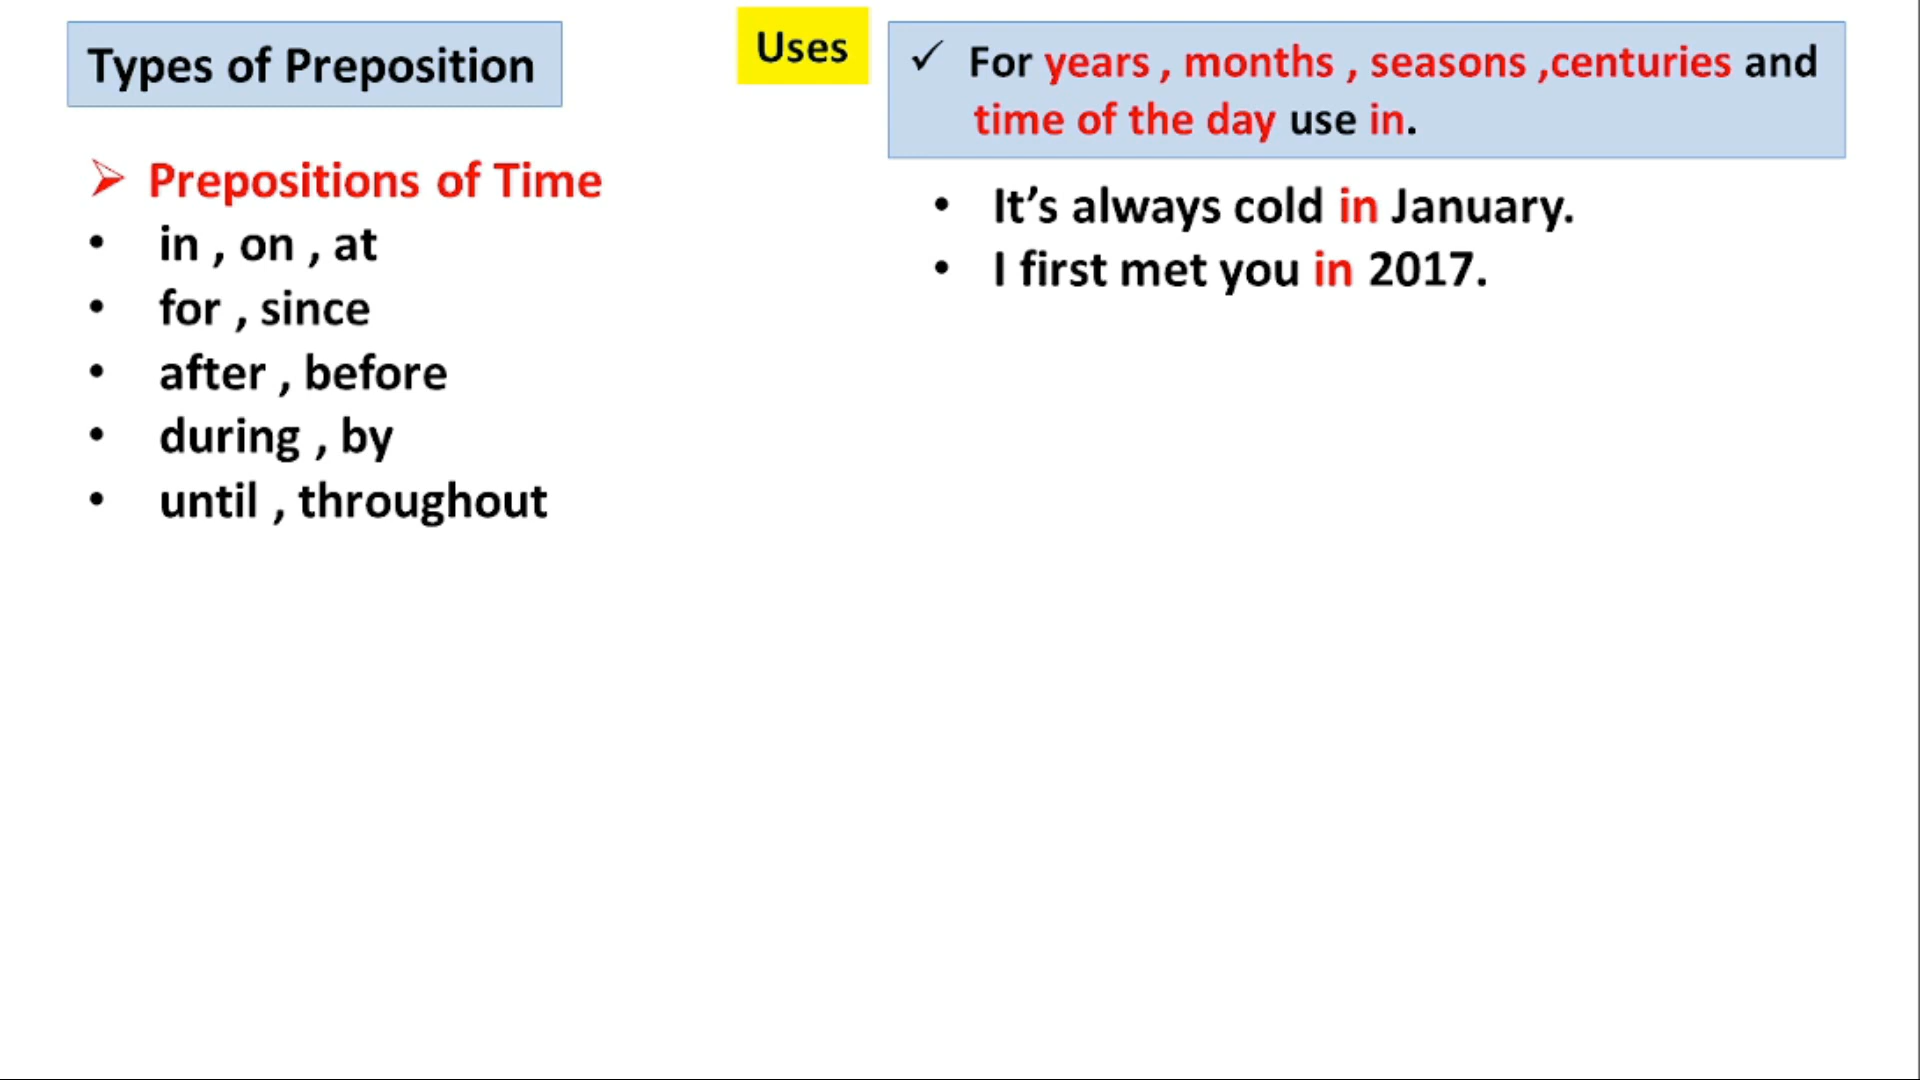 Types of Preposition
➢ Prepositions of Time
• in , on , at
• for , since
• after , before
• during , by
• until , throughout
Uses
✓ For years , months , seasons ,centuries and
time of the day use in.
• It’s always cold in January.
• I first met you in 2017.